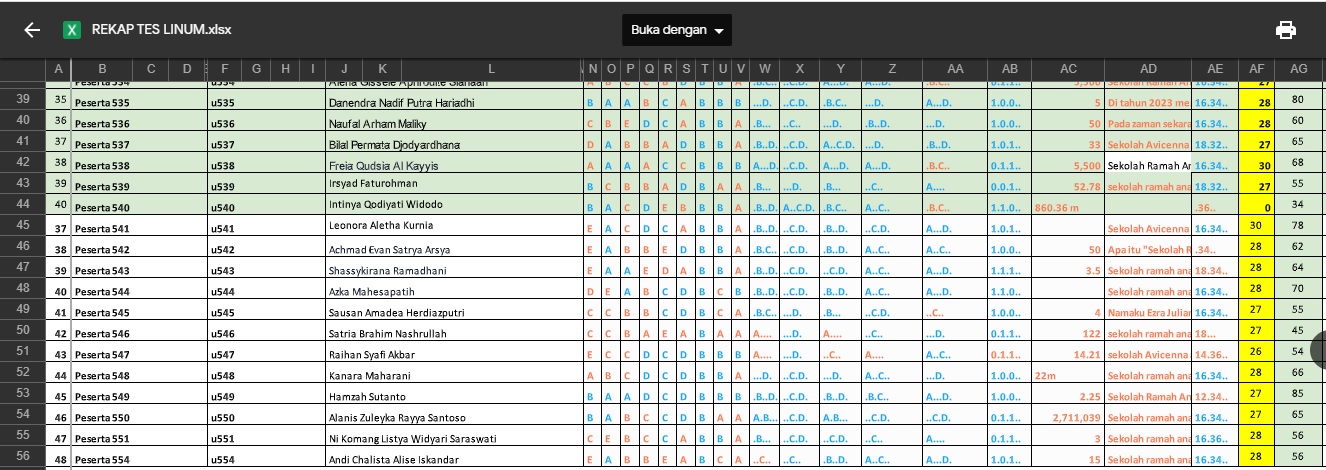 REKAP TES LINUM.xlsx Buka dengan
A B C D F G H I J K L N O P Q R S T U V W X Y Z AA AB AC AD AE AF AG
39 35 Peserta 535 u535 Danendra Nadif Putra Hariadhi B A A B C A B B B ...D. ..C.D. .B.C.. ...D. A...D. 1.0.0.. 5 Di tahun 2023 me 16.34.. 28 80
40 36 Peserta 536 u536 Naufal Arham Maliky C B E D C A B B A .B... ..C.. ...D. .B..D. ...D. 1.0.0.. 50 Pada zaman sekara 16.34.. 28 60
41 37 Peserta 537 u537 Bilal Permata Djodyardhana D A B B A D B B A .B..D. ...D. A..C.D. ...D. ...D. 1.0.1.. 33 Sekolah Avicenna 18.32.. 27 65
42 38 Peserta 538 u538 Freia Qudsia Al Kayyis A A A A C C B B B A...D. ..C.D. A...D. ...D. .B.C.. 0.1.1.. 5,500 Sekolah Ramah Ar 16.34.. 30 68
43 39 Peserta 539 u539 Irsyad Faturohman B C B B A D B A A .B... ...D. .B... ..C.. A.... 0.0.1.. 52.78 sekolah ramah ana 18.32.. 27 55
44 40 Peserta 540 u540 Intinya Qodiyati Widodo B A C D E B B B A .B..D. A..C.D. .B.C.. A..C.. .B.C.. 1.1.0.. 860.36 m .36.. 0 34
45 37 Peserta 541 u541 Leonora Aletha Kurnia E A C D C D B B A .B..D. ..C.D. .B..D. ..C.D. A...D. 1.0.1.. Sekolah Avicenna 16.34.. 30 78
46 38 Peserta 542 u542 Achmad Evan Satrya Arsya E A B B E D B B A .B.C.. ..C.D. .B..D. A..C.. A..C.. 1.0.0.. 50 Apa itu "Sekolah R .34.. 28 62
47 39 Peserta 543 u543 Shassykirana Ramadhani E A A E D A B B A .B..D. ..C.D. ..C.D. .B..D. A...D. 1.1.1.. 3.5 Sekolah ramah ana 18.34.. 28 64
48 40 Peserta 544 u544 Azka Mahesapatih D E A B C D B C B .B..D. ..C.D. .B..D. .B..D. A...D. 1.1.0.. Sekolah ramah ana 16.34.. 28 70
49 41 Peserta 545 u545 Sausan Amadea Herdiazputri C C B B C D B C A .B.C.. ...D. .B... ..C.D. ..C.. 1.0.0.. 4 Namaku Ezra Julian 16.34.. 27 55
50 42 Peserta 546 u546 Satria Brahim Nashrullah C C B A E A B A A A.... ...D. A.... ..C.. ...D. 0.1.1.. 122 sekolah ramah ana 18... 27 45
51 43 Peserta 547 u547 Raihan Syafi Akbar E C C D C D B B B A.... ...D. ..C.. A.... A..C.. 0.1.1.. 14.21 sekolah Avicenna 14.36.. 26 54
52 44 Peserta 548 u548 Kanara Maharani A B C D C D B B A ...D. ..C.D. ...D. A..C.. ...D. 1.0.0.. 22m Sekolah ramah ana 16.34.. 28 66
53 45 Peserta 549 u549 Hamzah Sutanto B A A D C D B B B .B..D. ..C.D. .B..D. .B.C.. A...D. 1.0.0.. 2.25 Sekolah Ramah An 12.34.. 27 85
54 46 Peserta 550 u550 Alanis Zuleyka Rayya Santoso B A B C C D B A A A.B... ..C.D. A.B... ..C.D. ..C.D. 0.1.1.. 2,711,039 Sekolah ramah ana 16.34.. 27 65
55 47 Peserta 551 u551 Ni Komang Listya Widyari Saraswati C E B C C A B B A .B... ..C.D. .B..D. ..C.. A.... 0.1.1.. 3 Sekolah ramah ana 16.36.. 28 56
56 48 Peserta 554 u554 Andi Chalista Alise Iskandar E A B B E A B C A ..C.. ..C.D. .B..D. A..C.. A...D. 1.0.1.. 15 Sekolah ramah ana 16.34.. 28 56